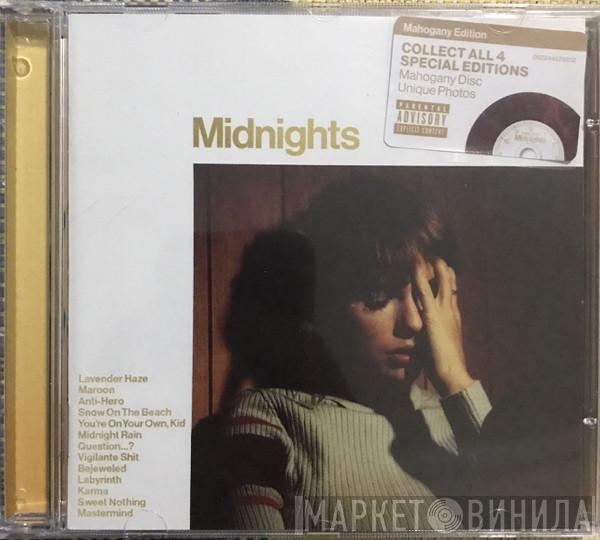 Mahogany Edition
COLLECT ALL 4
SPECIAL EDITIONS
Mahogany Disc
Unique Photos
PARENTAL
ADVISORY
EXPLICIT CONTENT
Midnights
Midnights
Lavender Haze
Maroon
Anti-Hero
Snow On The Beach
You're On Your Own, Kid
Midnight Rain
Question...?
Vigilante Shit
Bejeweled
Labyrinth
Karma
Sweet Nothing
Mastermind
МАРКЕТ ВИНИЛА